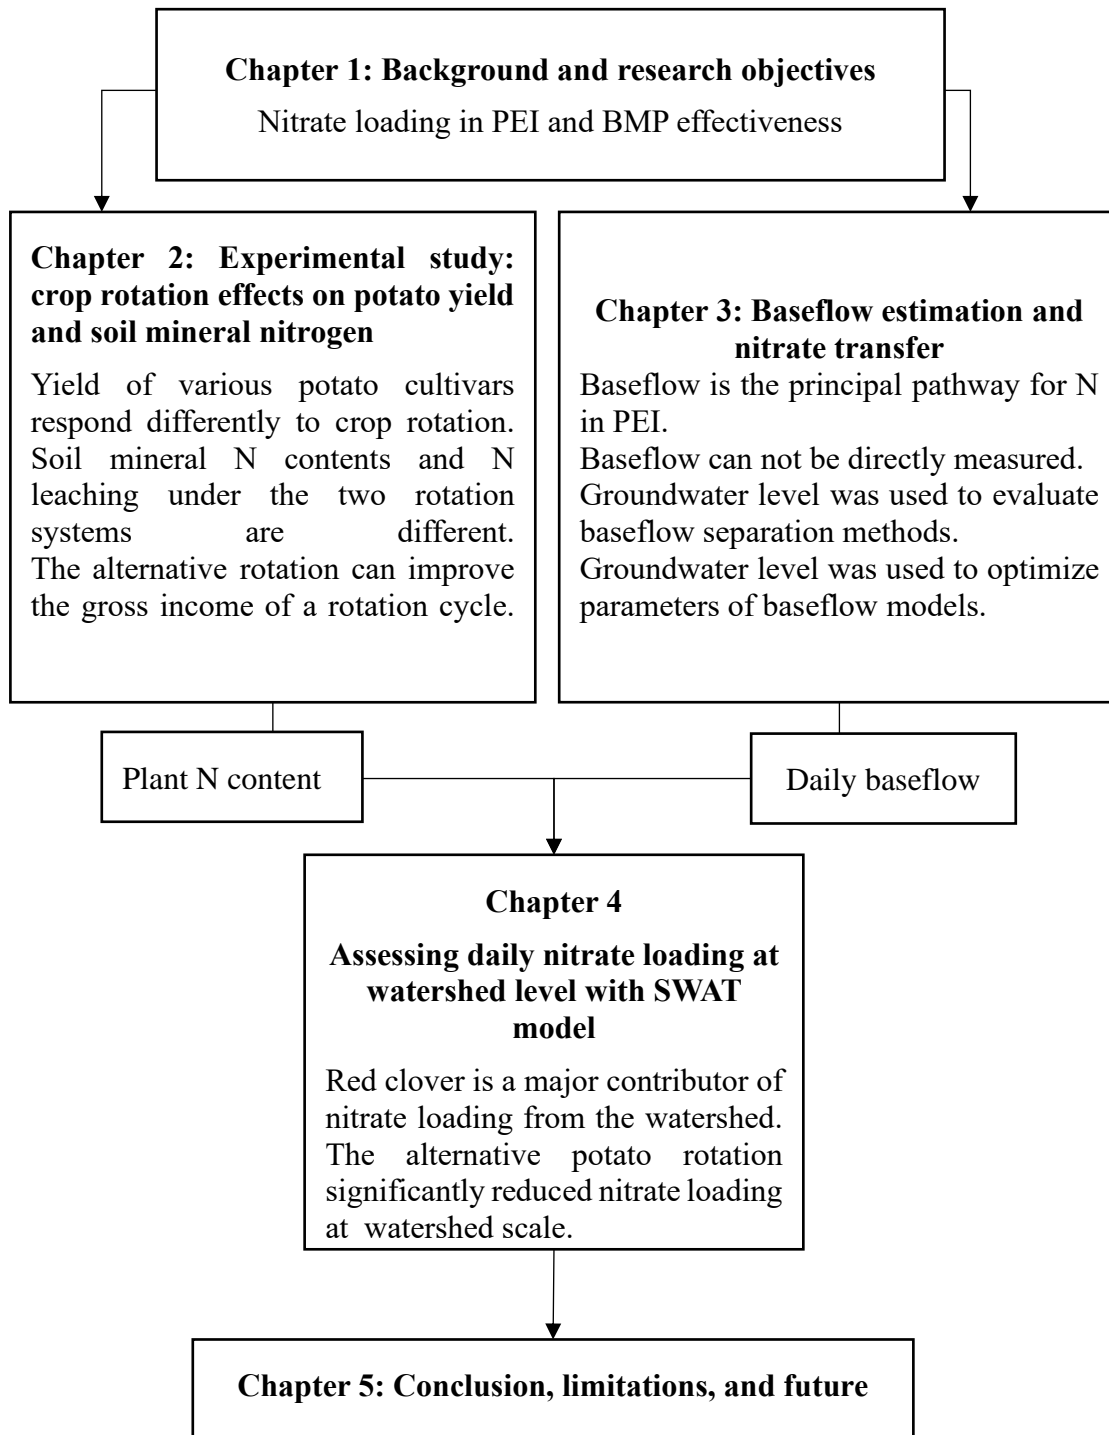 Chapter 1: Background and research objectives
Nitrate loading in PEI and BMP effectiveness
Chapter 2: Experimental study:
crop rotation effects on potato yield
and soil mineral nitrogen
Yield of various potato cultivars
respond differently to crop rotation.
Soil mineral N contents and N
leaching under the two rotation
systems are different.
The alternative rotation can improve
the gross income of a rotation cycle.
Chapter 3: Baseflow estimation and
nitrate transfer
Baseflow is the principal pathway for N
in PEI.
Baseflow can not be directly measured.
Groundwater level was used to evaluate
baseflow separation methods.
Groundwater level was used to optimize
parameters of baseflow models.
Plant N content
Daily baseflow
Chapter 4
Assessing daily nitrate loading at
watershed level with SWAT
model
Red clover is a major contributor of
nitrate loading from the watershed.
The alternative potato rotation
significantly reduced nitrate loading
at watershed scale.
Chapter 5: Conclusion, limitations, and future